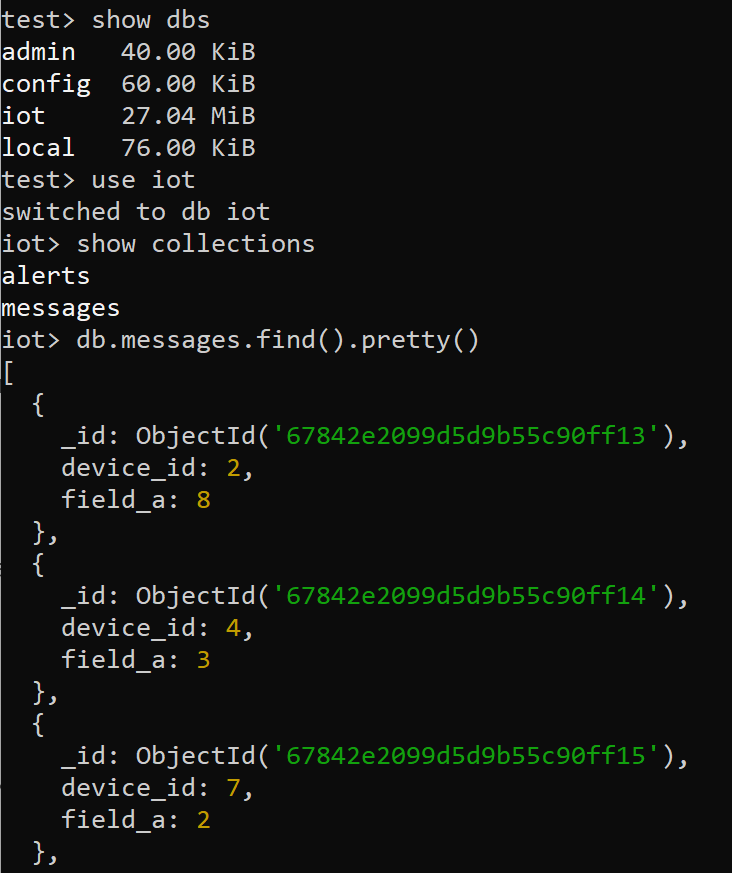 test> show dbs
admin   40.00 KiB
config  60.00 KiB
iot     27.04 MiB
local   76.00 KiB
test> use iot
switched to db iot
iot> show collections
alerts
messages
iot> db.messages.find().pretty()
[
  {
    _id: ObjectId('67842e2099d5d9b55c90ff13'),
    device_id: 2,
    field_a: 8
  },
  {
    _id: ObjectId('67842e2099d5d9b55c90ff14'),
    device_id: 4,
    field_a: 3
  },
  {
    _id: ObjectId('67842e2099d5d9b55c90ff15'),
    device_id: 7,
    field_a: 2
  },